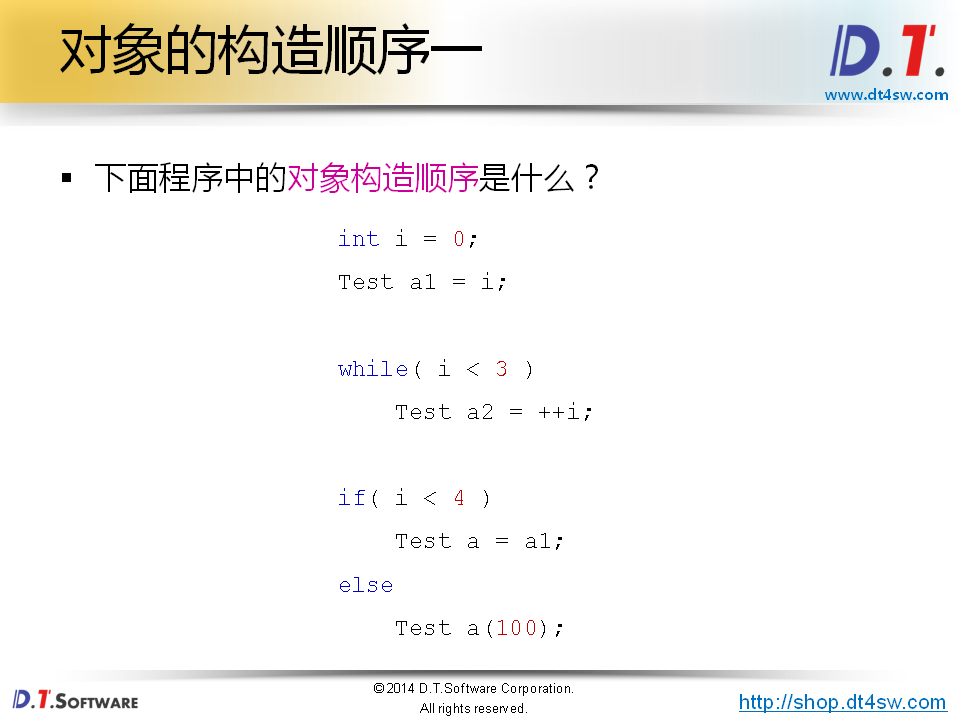 对象的构造顺序一
D.T.
www.dt4sw.com
▪ 下面程序中的对象构造顺序是什么？
int i = 0;
Test a1 = i;
while( i < 3 )
Test a2 = ++i;
if( i < 4 )
Test a = a1;
else
Test a(100);
D.T.SOFTWARE
©2014 D.T.Software Corporation.
All rights reserved.
http://shop.dt4sw.com